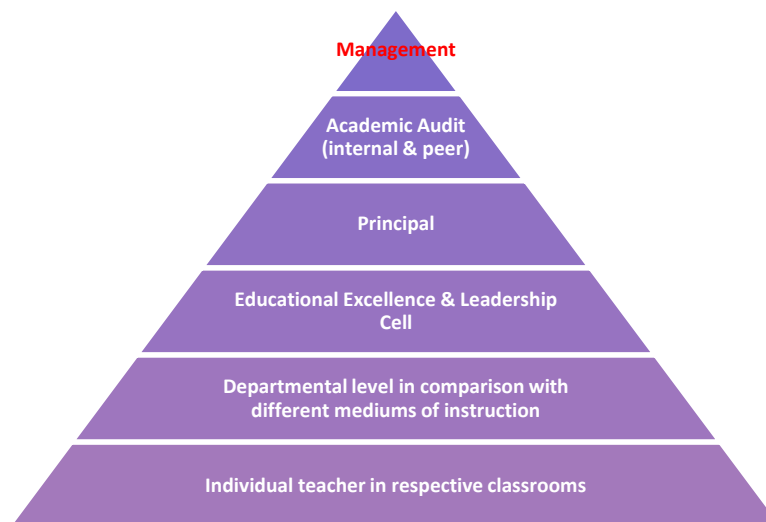 Management
Academic Audit
(internal & peer)
Principal
Educational Excellence & Leadership
Cell
Departmental level in comparison with
different mediums of instruction
Individual teacher in respective classrooms